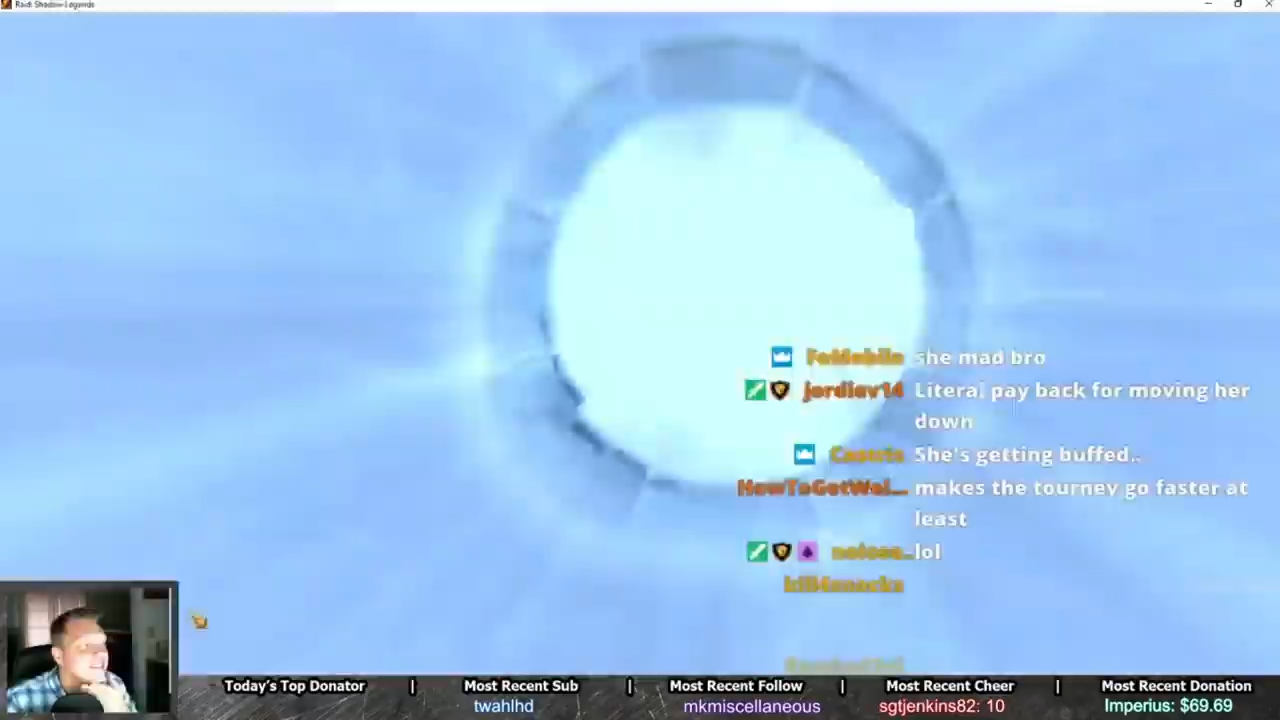 Raid: Shadow Legends
she mad bro
jordiav14 Literal pay back for moving her
down
She's getting buffed..
HowToGetWei... makes the tourney go faster at
least
lol
Today's Top Donator | Most Recent Sub | Most Recent Follow | Most Recent Cheer | Most Recent Donation
twahlhd mkmiscellaneous sgtjenkins82: 10 Imperius: $69.69